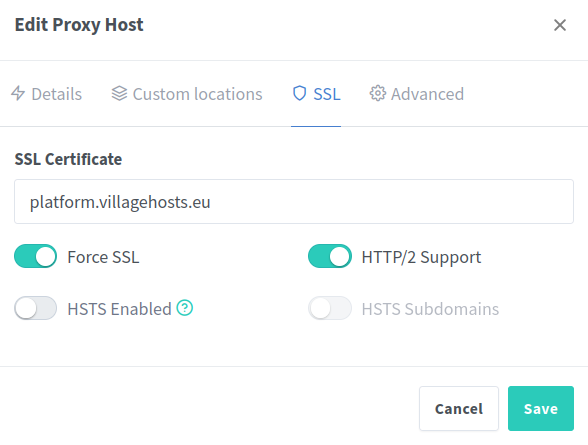 Edit Proxy Host
Details Custom locations SSL Advanced
SSL Certificate
platform.villagehosts.eu
Force SSL HTTP/2 Support
HSTS Enabled ? HSTS Subdomains
Cancel Save